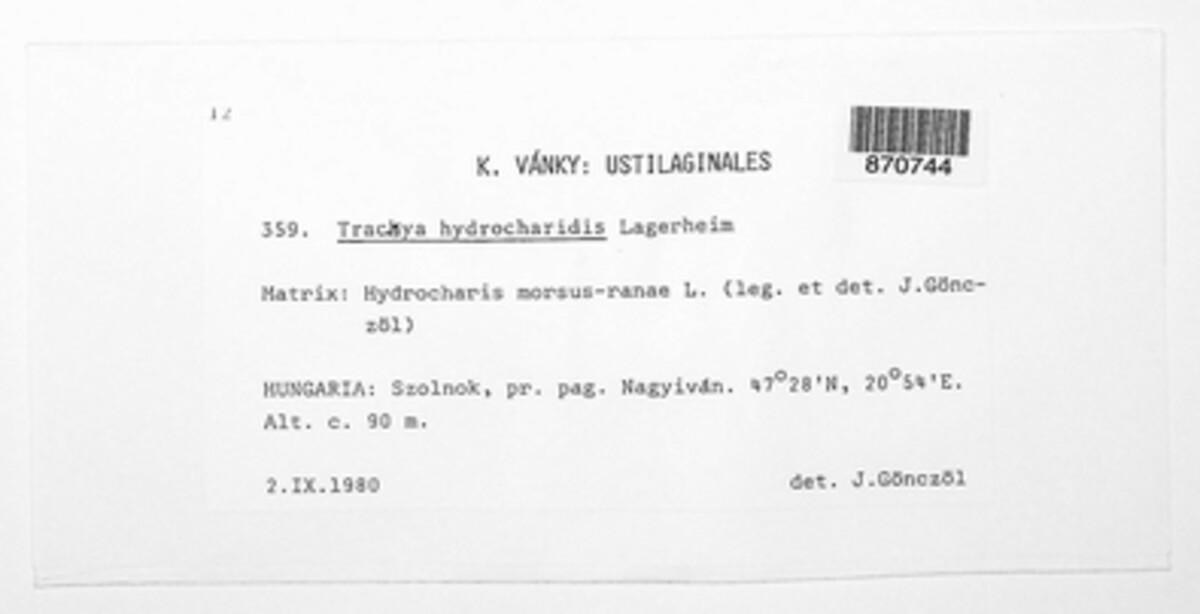 12
K. VÁNKY: USTILAGINALES
870744
359. Trachya hydrocharidis Lagerheim
Matrix: Hydrocharis morsus-ranae L. (leg. et det. J.Gönc-
zöl)
HUNGARIA: Szolnok, pr. pag. Nagyiván. 47°28'N, 20°54'E.
Alt. c. 90 m.
2.IX.1980
det. J.Gönczöl